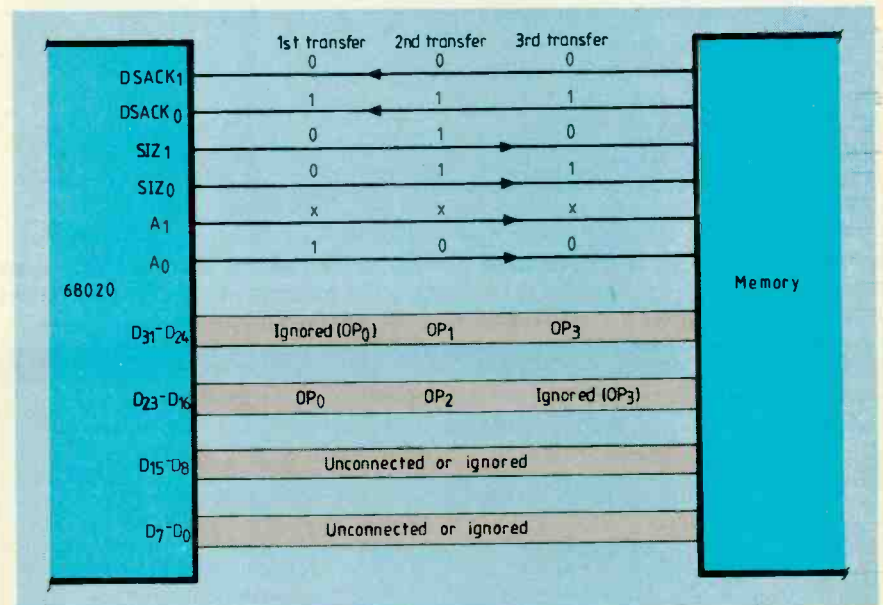 1st transfer 2nd transfer 3rd transfer
DSACK1 0 0 0
DSACK0 1 1 1
SIZ1 0 1 0
SIZ0 0 1 1
A1 x x x
A0 1 0 0
68020
Memory
D31-D24 Ignored (OP0) OP1 OP3
D23-D16 OP0 OP2 Ignored (OP3)
D15-D8 Unconnected or ignored
D7-D0 Unconnected or ignored